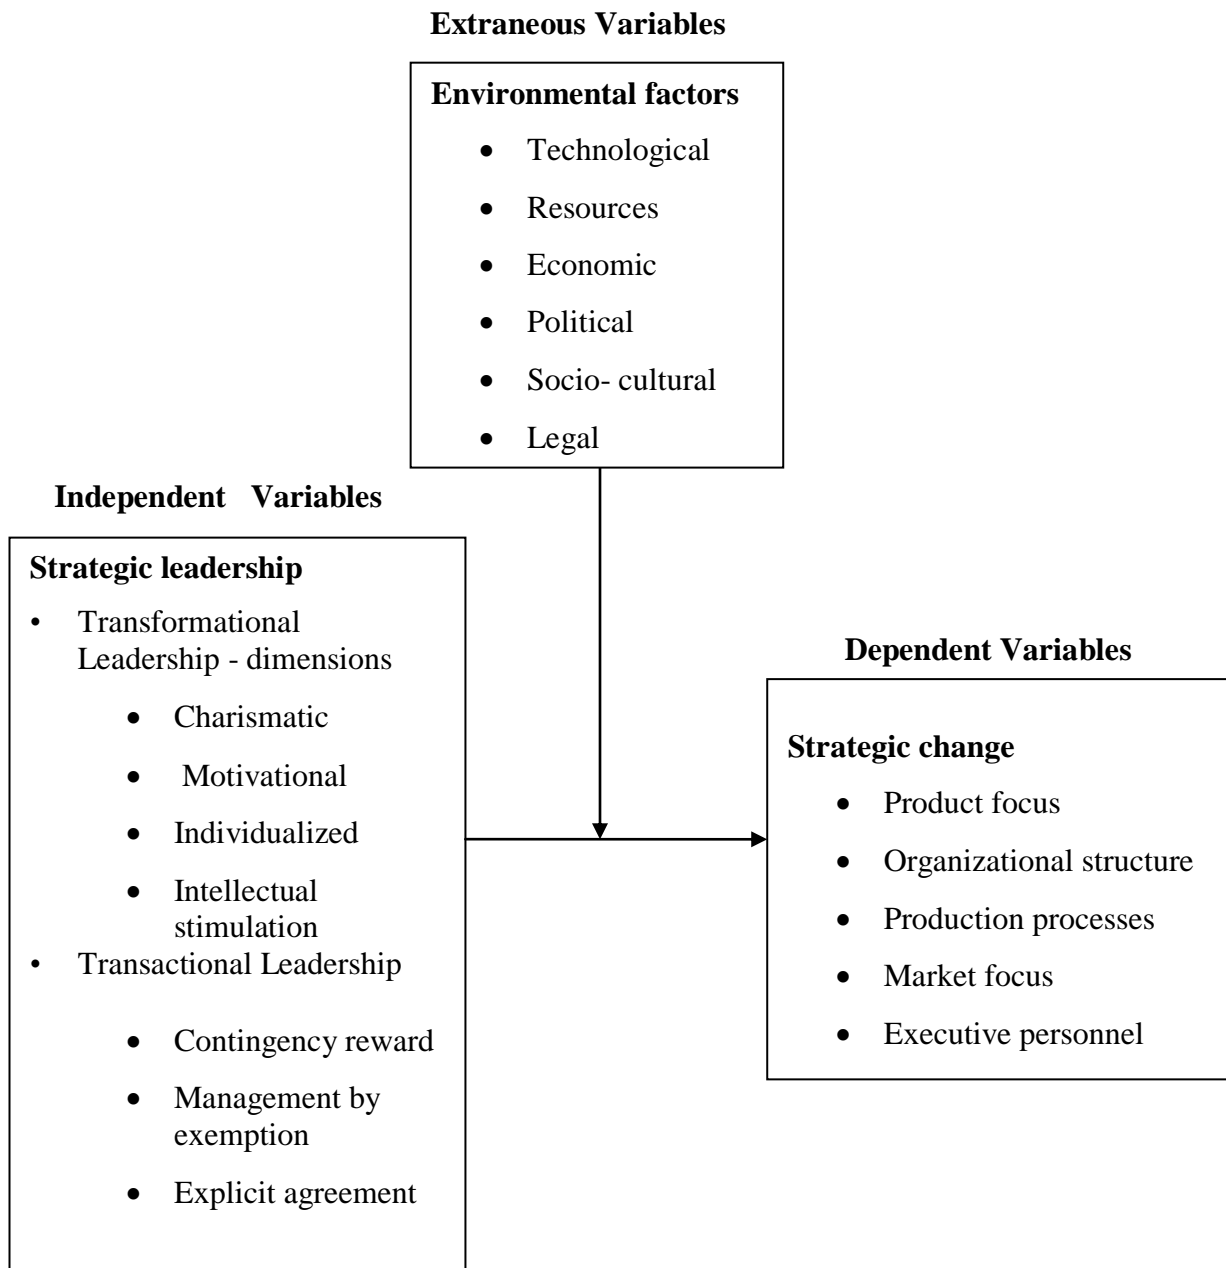 Extraneous Variables
Environmental factors
• Technological
• Resources
• Economic
• Political
• Socio- cultural
• Legal
Independent Variables
Strategic leadership
• Transformational
Leadership - dimensions
• Charismatic
• Motivational
• Individualized
• Intellectual
stimulation
• Transactional Leadership
• Contingency reward
• Management by
exemption
• Explicit agreement
Dependent Variables
Strategic change
• Product focus
• Organizational structure
• Production processes
• Market focus
• Executive personnel